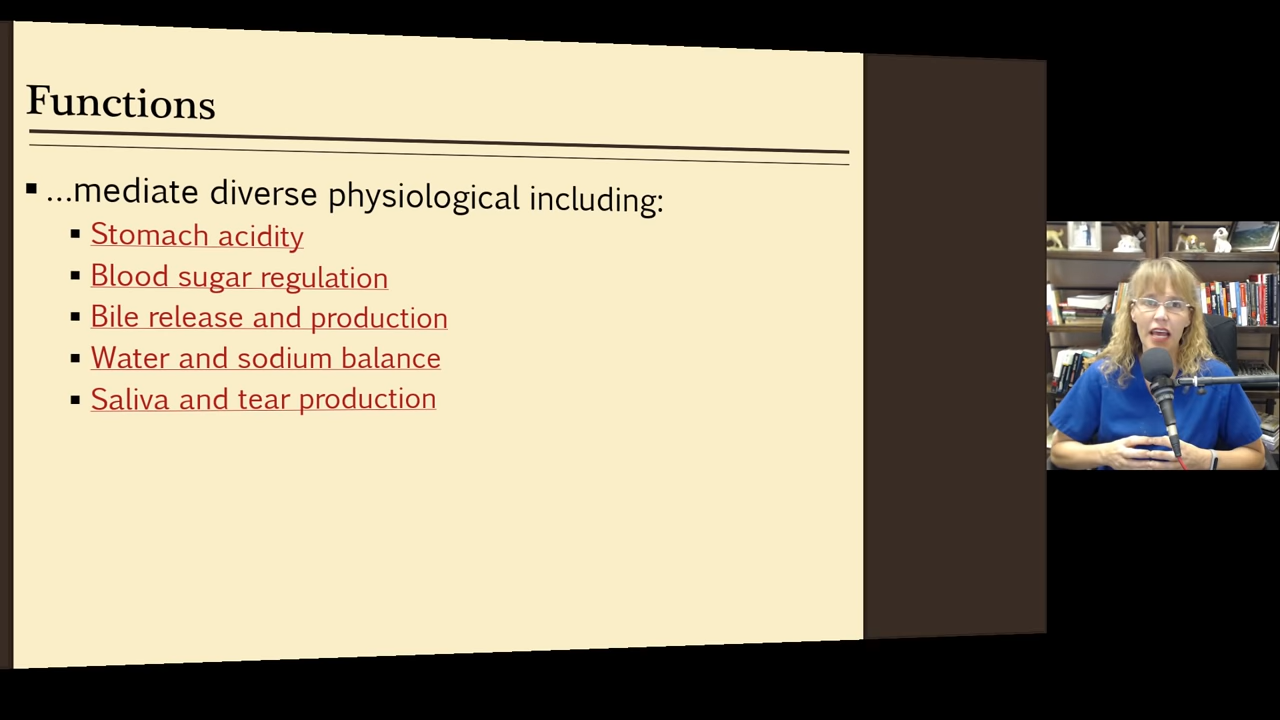 Functions
...mediate diverse physiological including:
Stomach acidity
Blood sugar regulation
Bile release and production
Water and sodium balance
Saliva and tear production